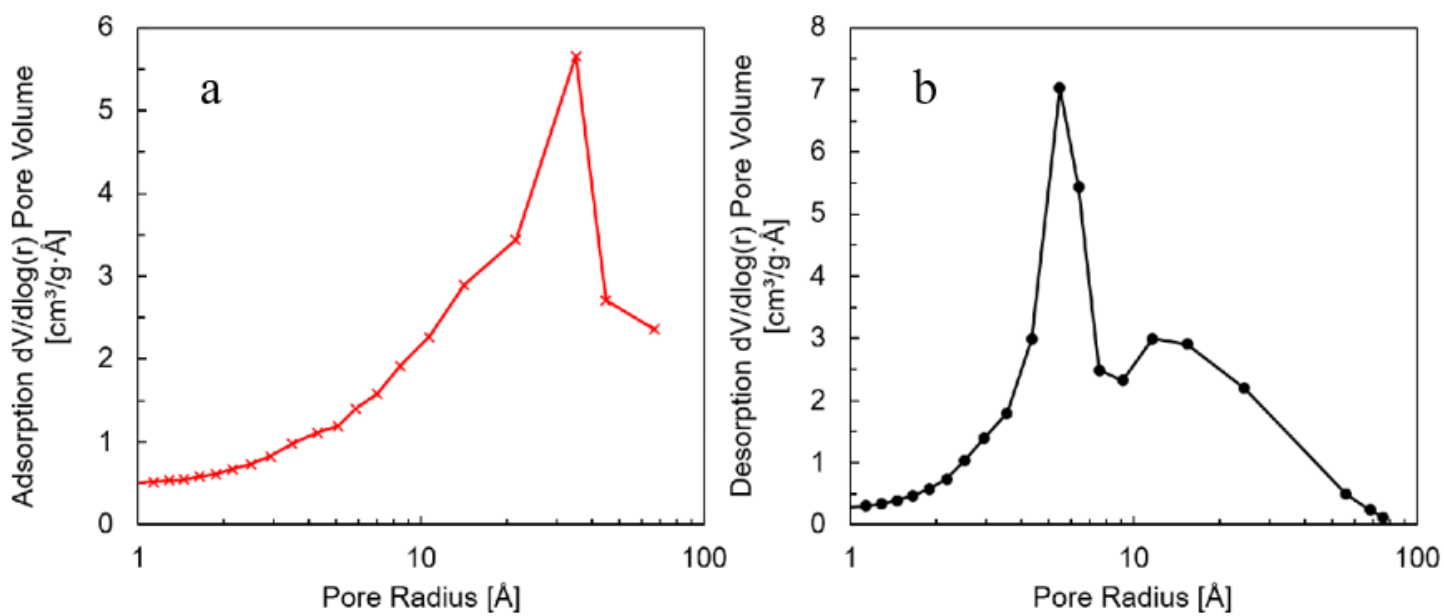 a
Adsorption dV/dlog(r) Pore Volume
[cm³/g·Å]
6
5
4
3
2
1
0
1
10
100
Pore Radius [Å]
b
Desorption dV/dlog(r) Pore Volume
[cm³/g·Å]
8
7
6
5
4
3
2
1
0
1
10
100
Pore Radius [Å]